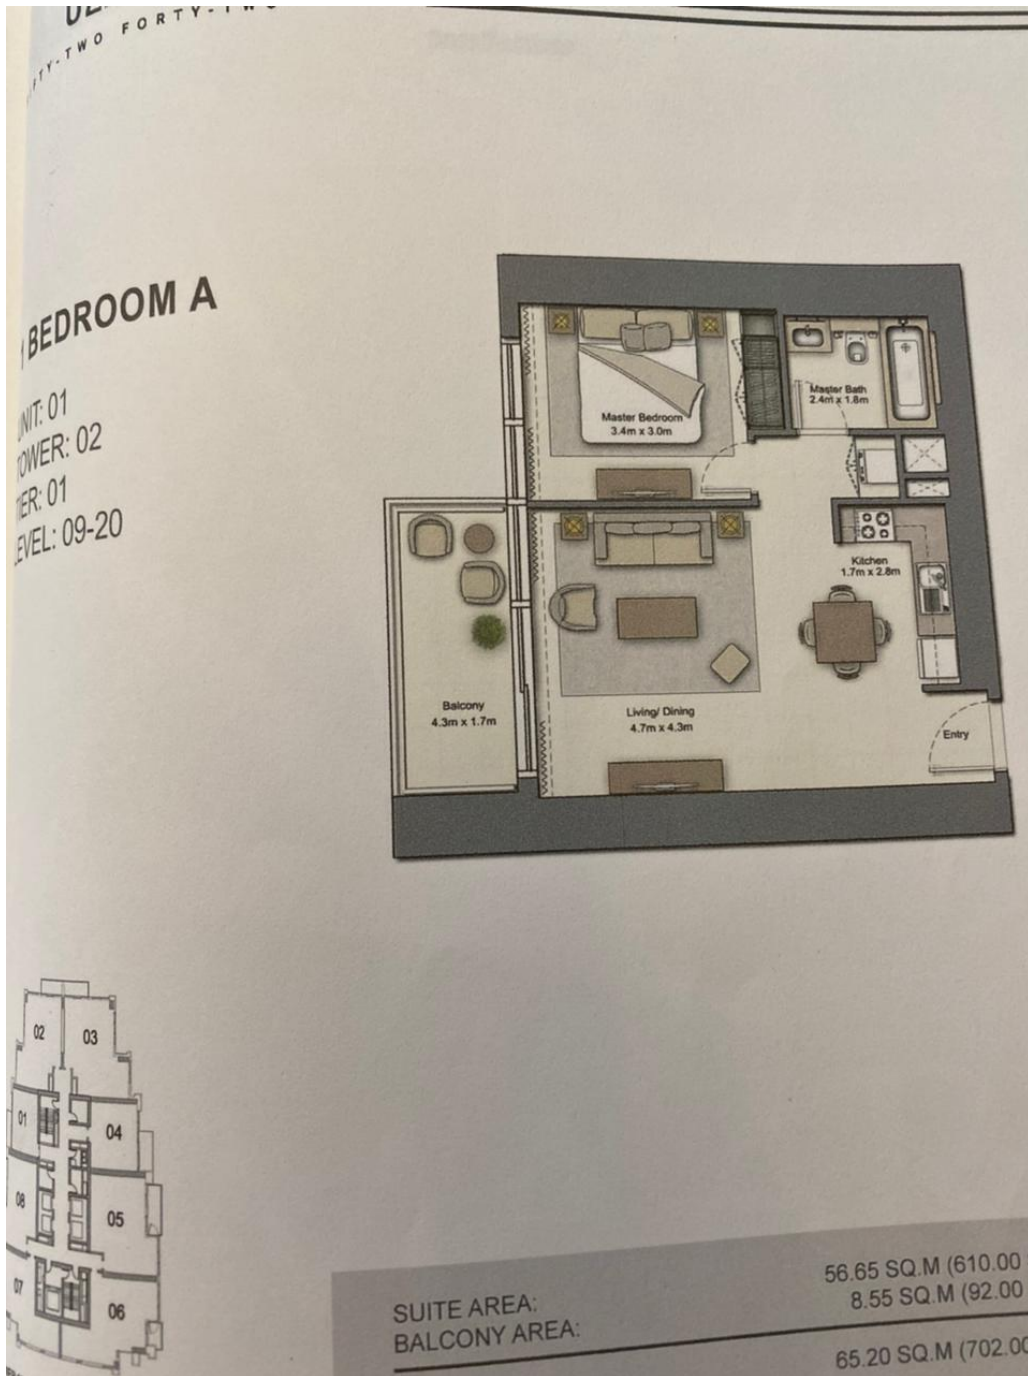 FORTY-TWO
BEDROOM A
UNIT: 01
TOWER: 02
TIER: 01
LEVEL: 09-20
Master Bedroom
3.4m x 3.0m
Master Bath
2.4m x 1.8m
Kitchen
1.7m x 2.8m
Balcony
4.3m x 1.7m
Living/ Dining
4.7m x 4.3m
Entry
02
03
01
04
08
05
07
06
SUITE AREA: 56.65 SQ.M (610.00
BALCONY AREA: 8.55 SQ.M (92.00
65.20 SQ.M (702.00